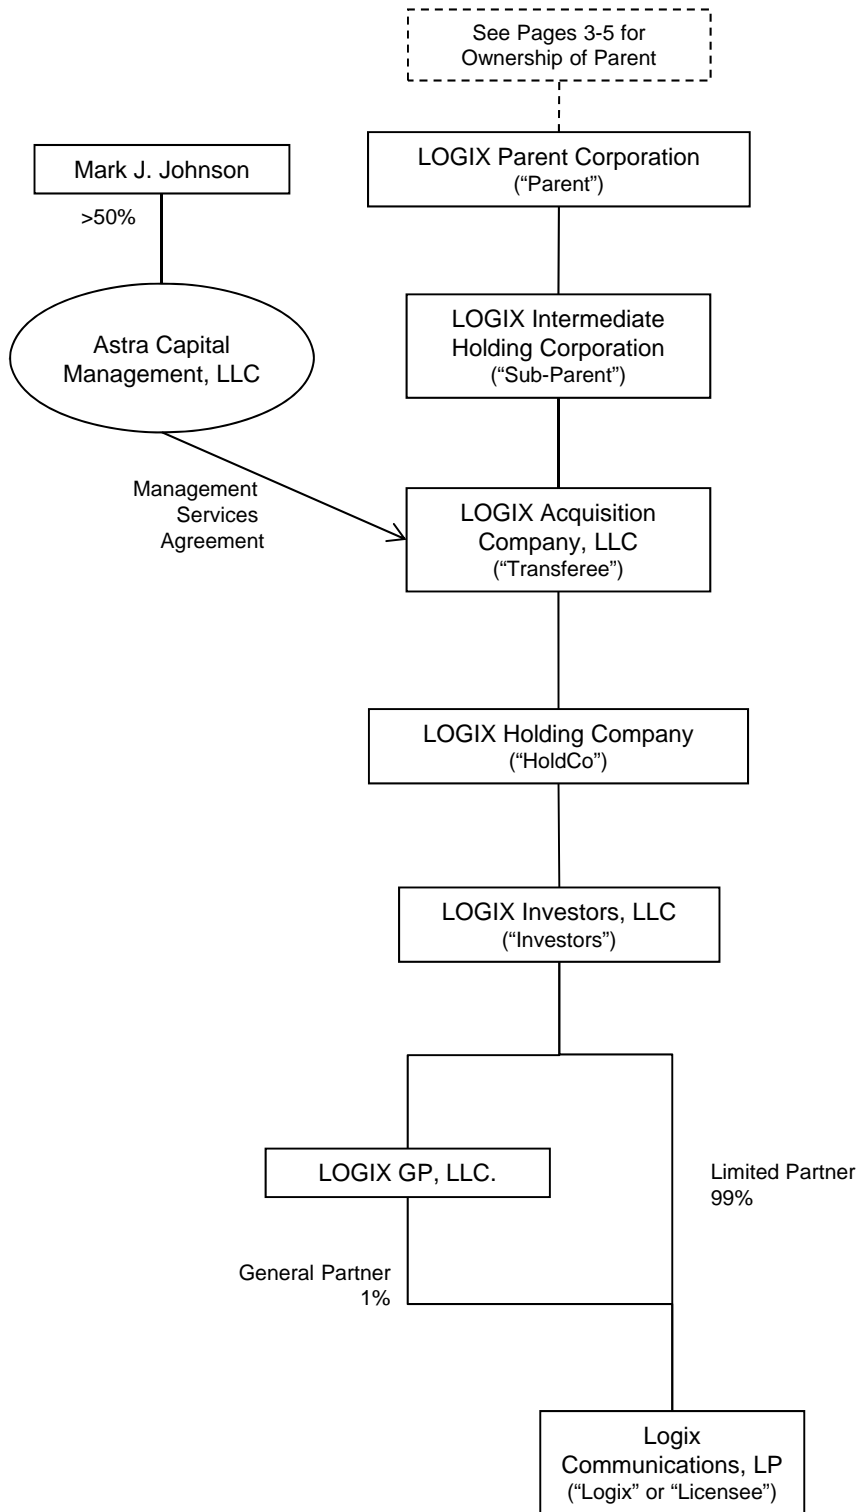 See Pages 3-5 for
Ownership of Parent
LOGIX Parent Corporation
(“Parent”)
Mark J. Johnson
>50%
LOGIX Intermediate
Holding Corporation
(“Sub-Parent”)
Astra Capital
Management, LLC
Management
Services
Agreement
LOGIX Acquisition
Company, LLC
(“Transferee”)
LOGIX Holding Company
(“HoldCo”)
LOGIX Investors, LLC
(“Investors”)
LOGIX GP, LLC.
Limited Partner
99%
General Partner
1%
Logix
Communications, LP
(“Logix” or “Licensee”)